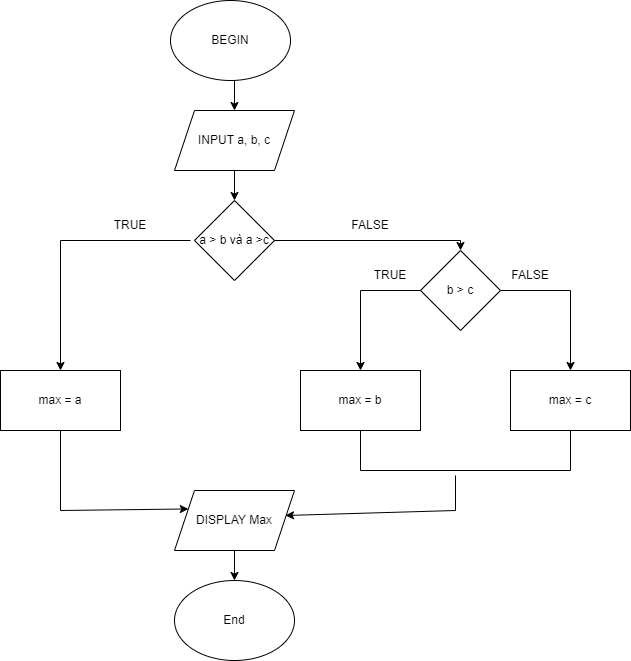 BEGIN
INPUT a, b, c
TRUE
FALSE
a > b và a >c
TRUE
FALSE
b > c
max = a
max = b
max = c
DISPLAY Max
End